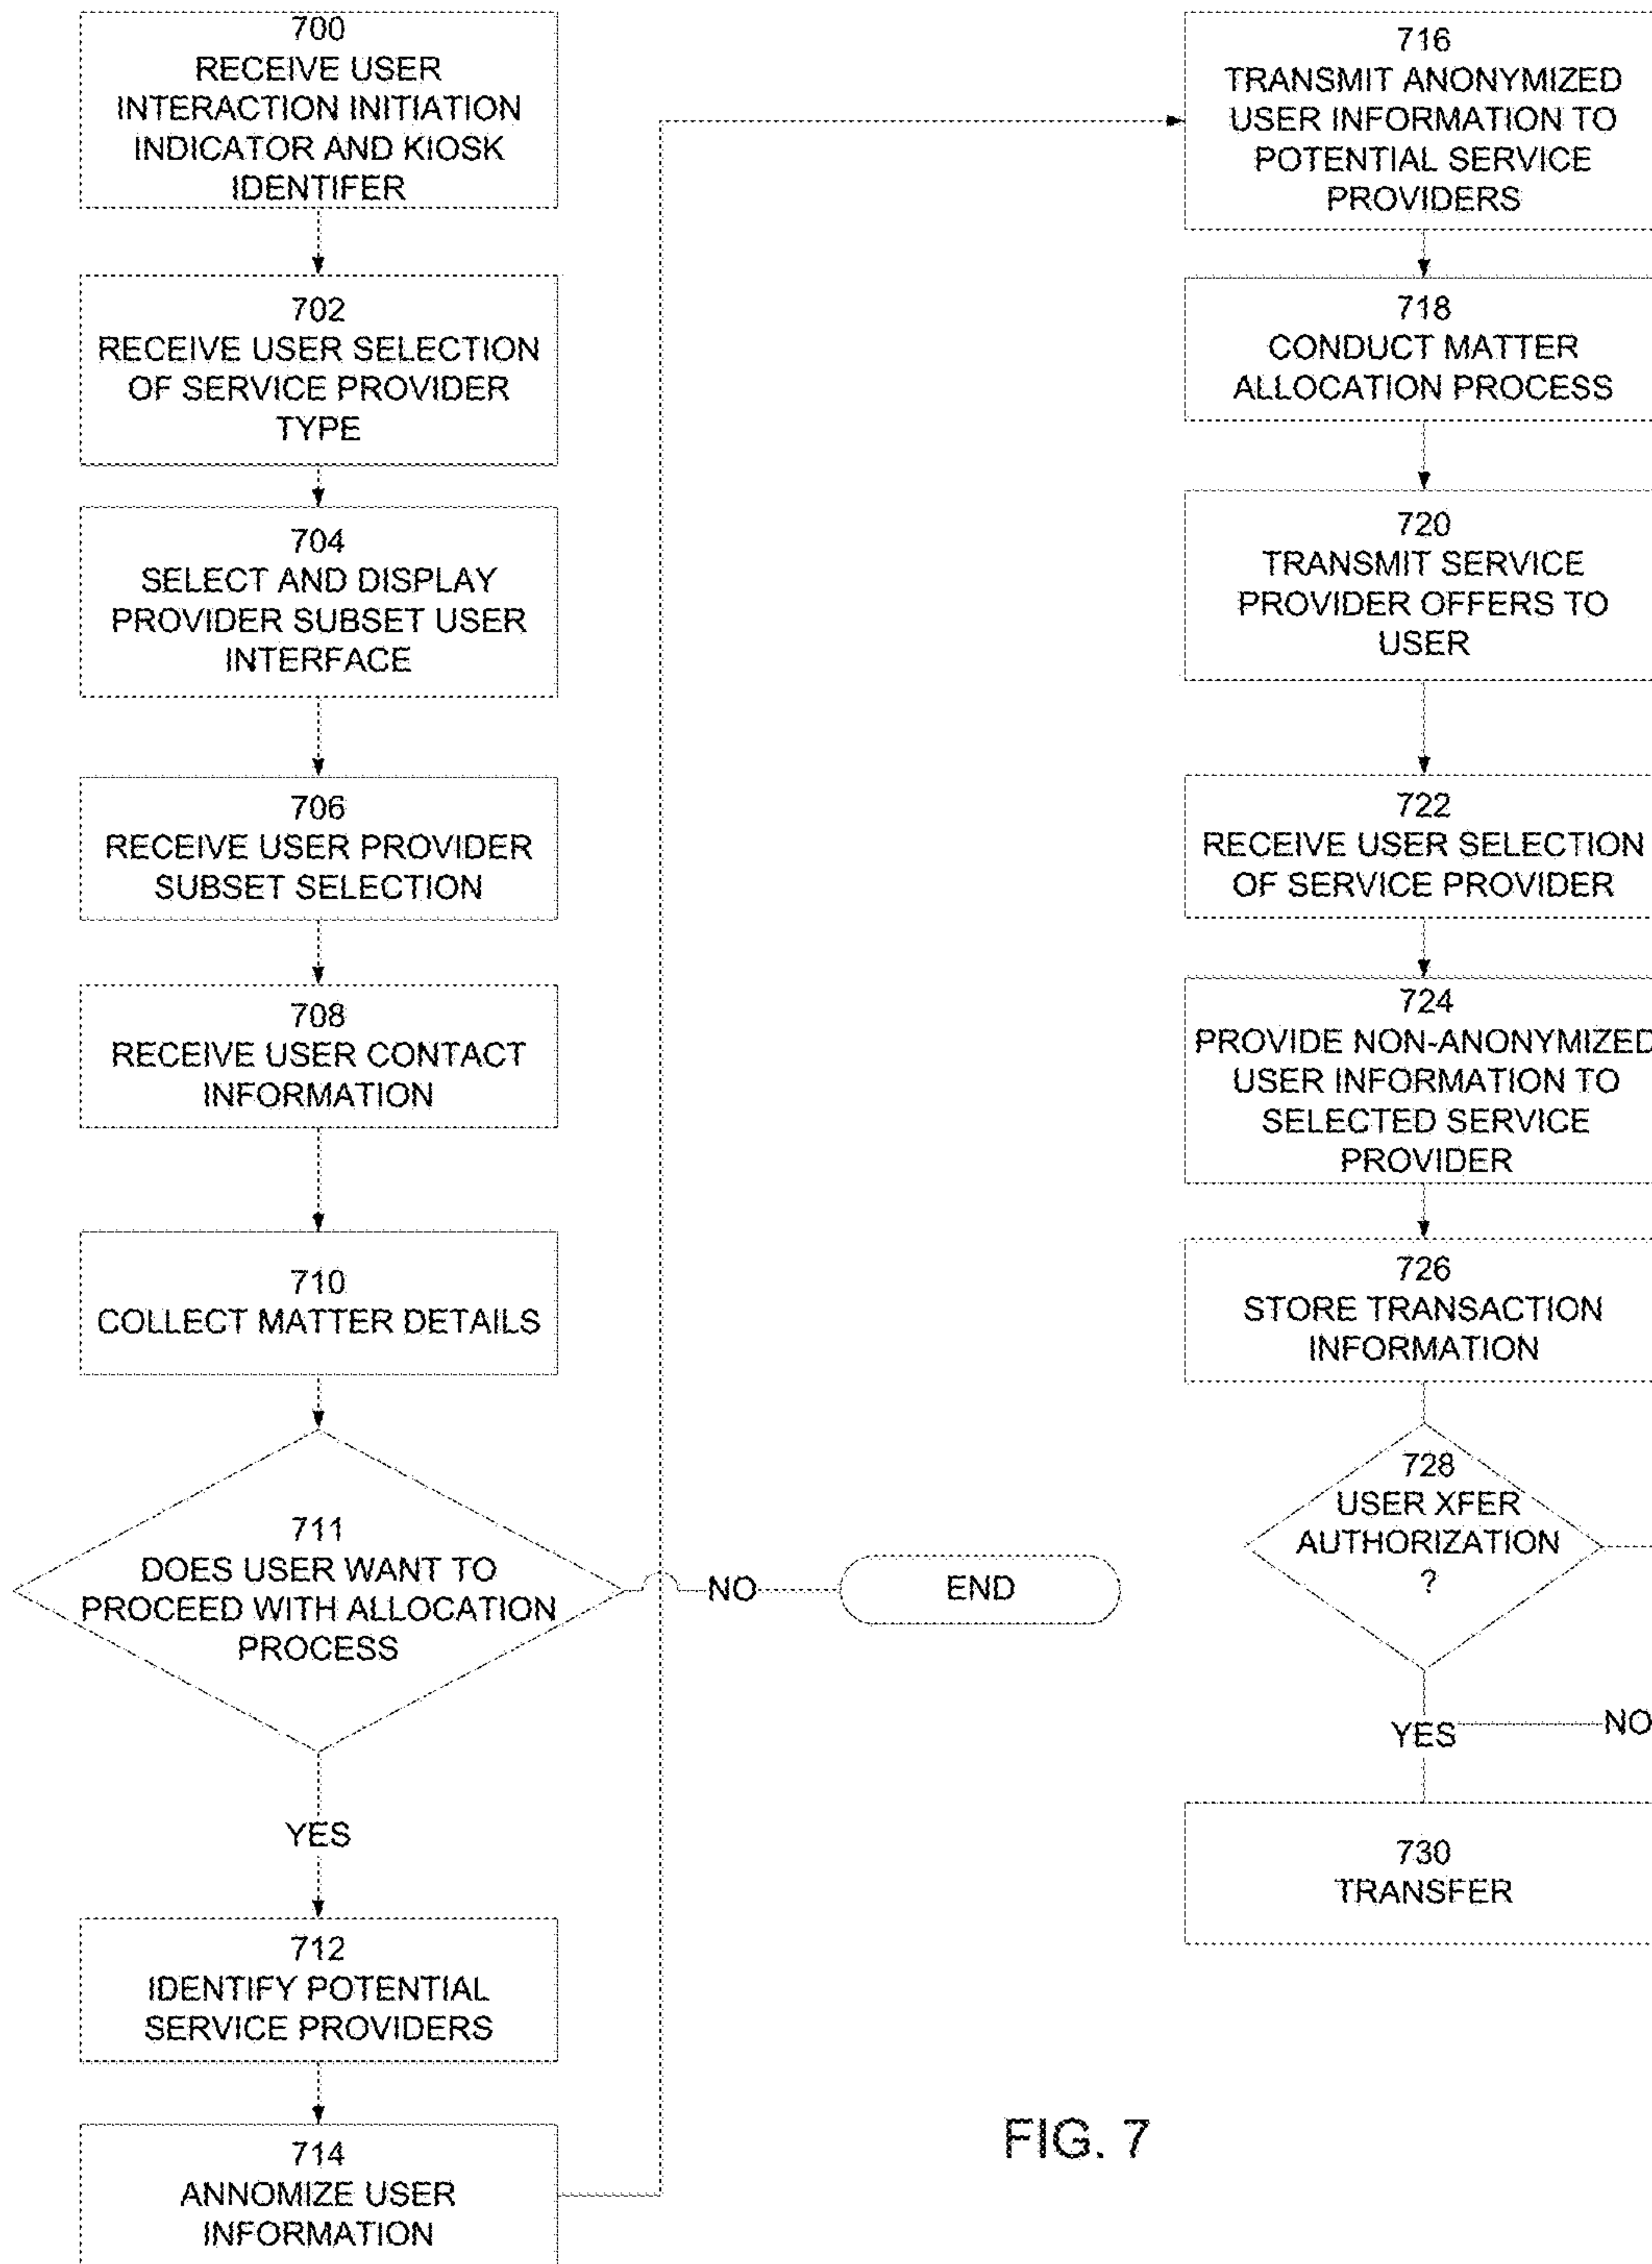 700
RECEIVE USER
INTERACTION INITIATION
INDICATOR AND KIOSK
IDENTIFER
702
RECEIVE USER SELECTION
OF SERVICE PROVIDER
TYPE
704
SELECT AND DISPLAY
PROVIDER SUBSET USER
INTERFACE
706
RECEIVE USER PROVIDER
SUBSET SELECTION
708
RECEIVE USER CONTACT
INFORMATION
710
COLLECT MATTER DETAILS
711
DOES USER WANT TO
PROCEED WITH ALLOCATION
PROCESS
NO
END
YES
712
IDENTIFY POTENTIAL
SERVICE PROVIDERS
714
ANNOMIZE USER
INFORMATION
716
TRANSMIT ANONYMIZED
USER INFORMATION TO
POTENTIAL SERVICE
PROVIDERS
718
CONDUCT MATTER
ALLOCATION PROCESS
720
TRANSMIT SERVICE
PROVIDER OFFERS TO
USER
722
RECEIVE USER SELECTION
OF SERVICE PROVIDER
724
PROVIDE NON-ANONYMIZED
USER INFORMATION TO
SELECTED SERVICE
PROVIDER
726
STORE TRANSACTION
INFORMATION
728
USER XFER
AUTHORIZATION
?
YES
NO
730
TRANSFER
FIG. 7